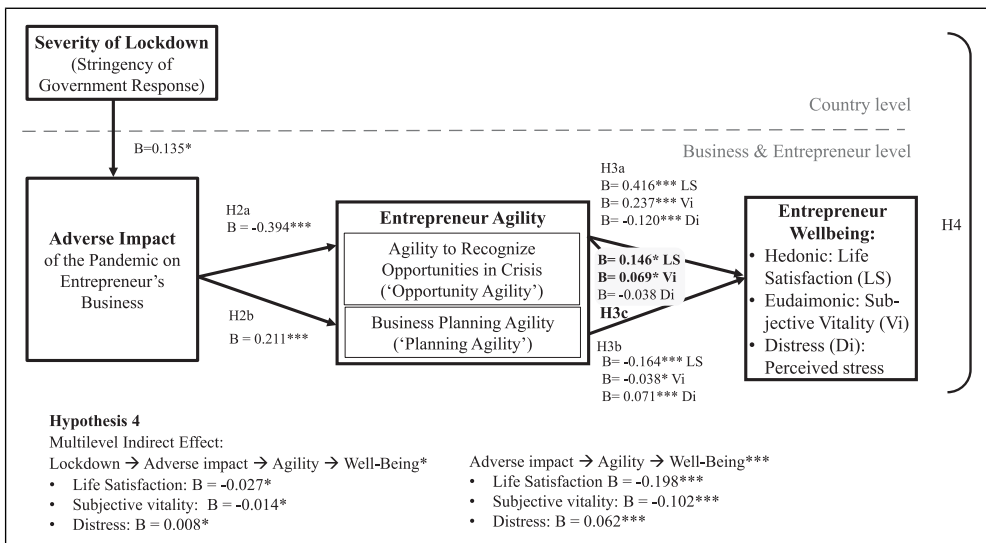 Severity of Lockdown
(Stringency of
Government Response)
Country level
Business & Entrepreneur level
B=0.135*
H4
Adverse Impact
of the Pandemic on
Entrepreneur's
Business
H2a
B = -0.394***
H2b
B = 0.211***
Entrepreneur Agility
Agility to Recognize
Opportunities in Crisis
('Opportunity Agility')
Business Planning Agility
('Planning Agility')
H3a
B= 0.416*** LS
B= 0.237*** Vi
B= -0.120*** Di
B= 0.146* LS
B= 0.069* Vi
B= -0.038 Di
H3c
H3b
B= -0.164*** LS
B= -0.038* Vi
B= 0.071*** Di
Entrepreneur
Wellbeing:
• Hedonic: Life
Satisfaction (LS)
• Eudaimonic: Sub-
jective Vitality (Vi)
• Distress (Di):
Perceived stress
Hypothesis 4
Multilevel Indirect Effect:
Lockdown → Adverse impact → Agility → Well-Being*
• Life Satisfaction: B = -0.027*
• Subjective vitality: B = -0.014*
• Distress: B = 0.008*
Adverse impact → Agility → Well-Being***
• Life Satisfaction B = -0.198***
• Subjective vitality: B = -0.102***
• Distress: B = 0.062***